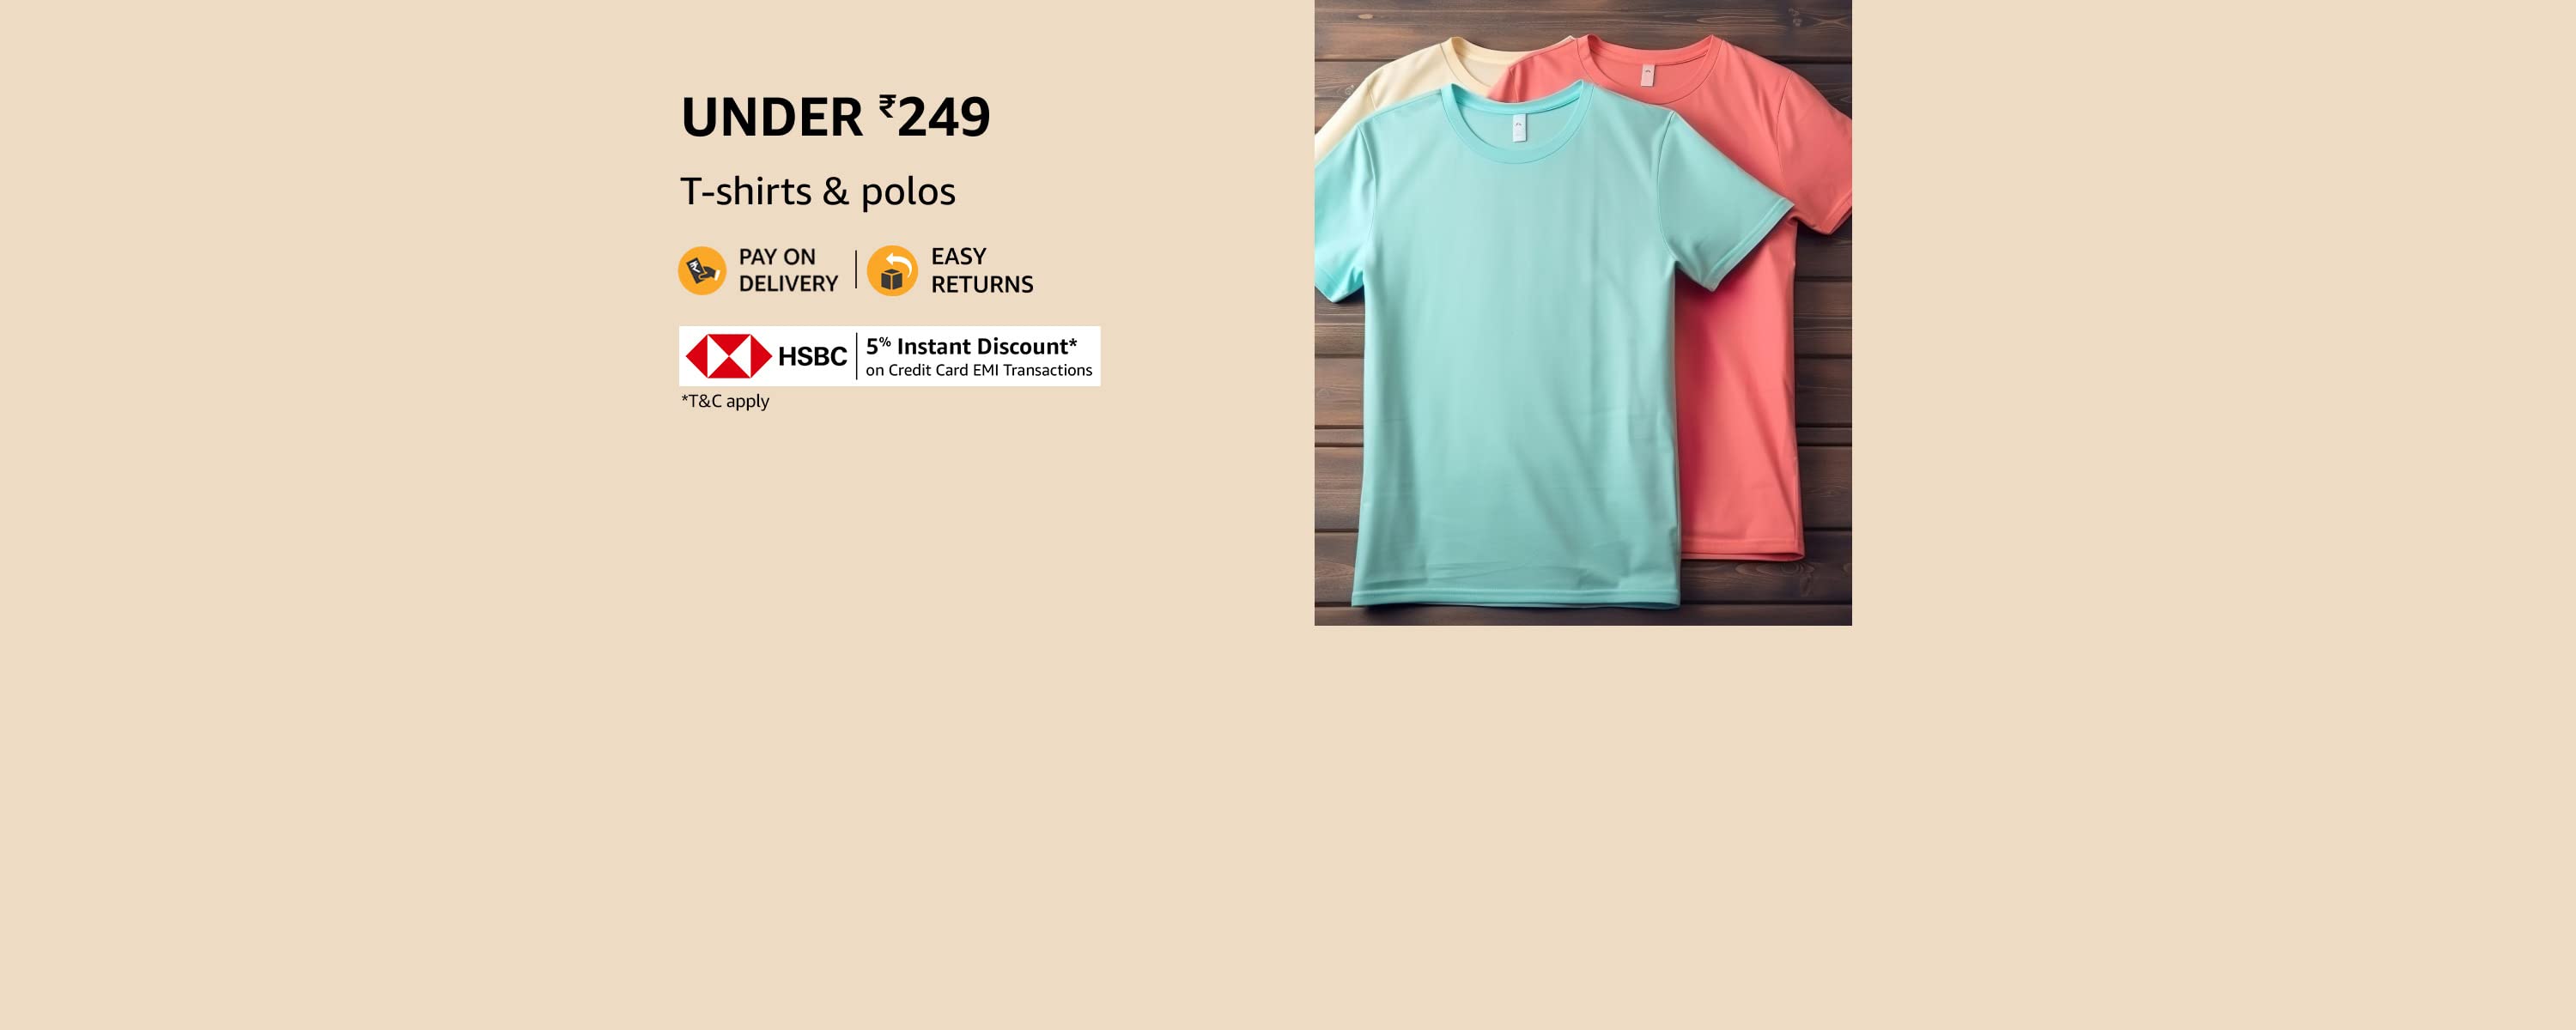 UNDER ₹249
T-shirts & polos
PAY ON
DELIVERY
EASY
RETURNS
HSBC
5% Instant Discount*
on Credit Card EMI Transactions
*T&C apply